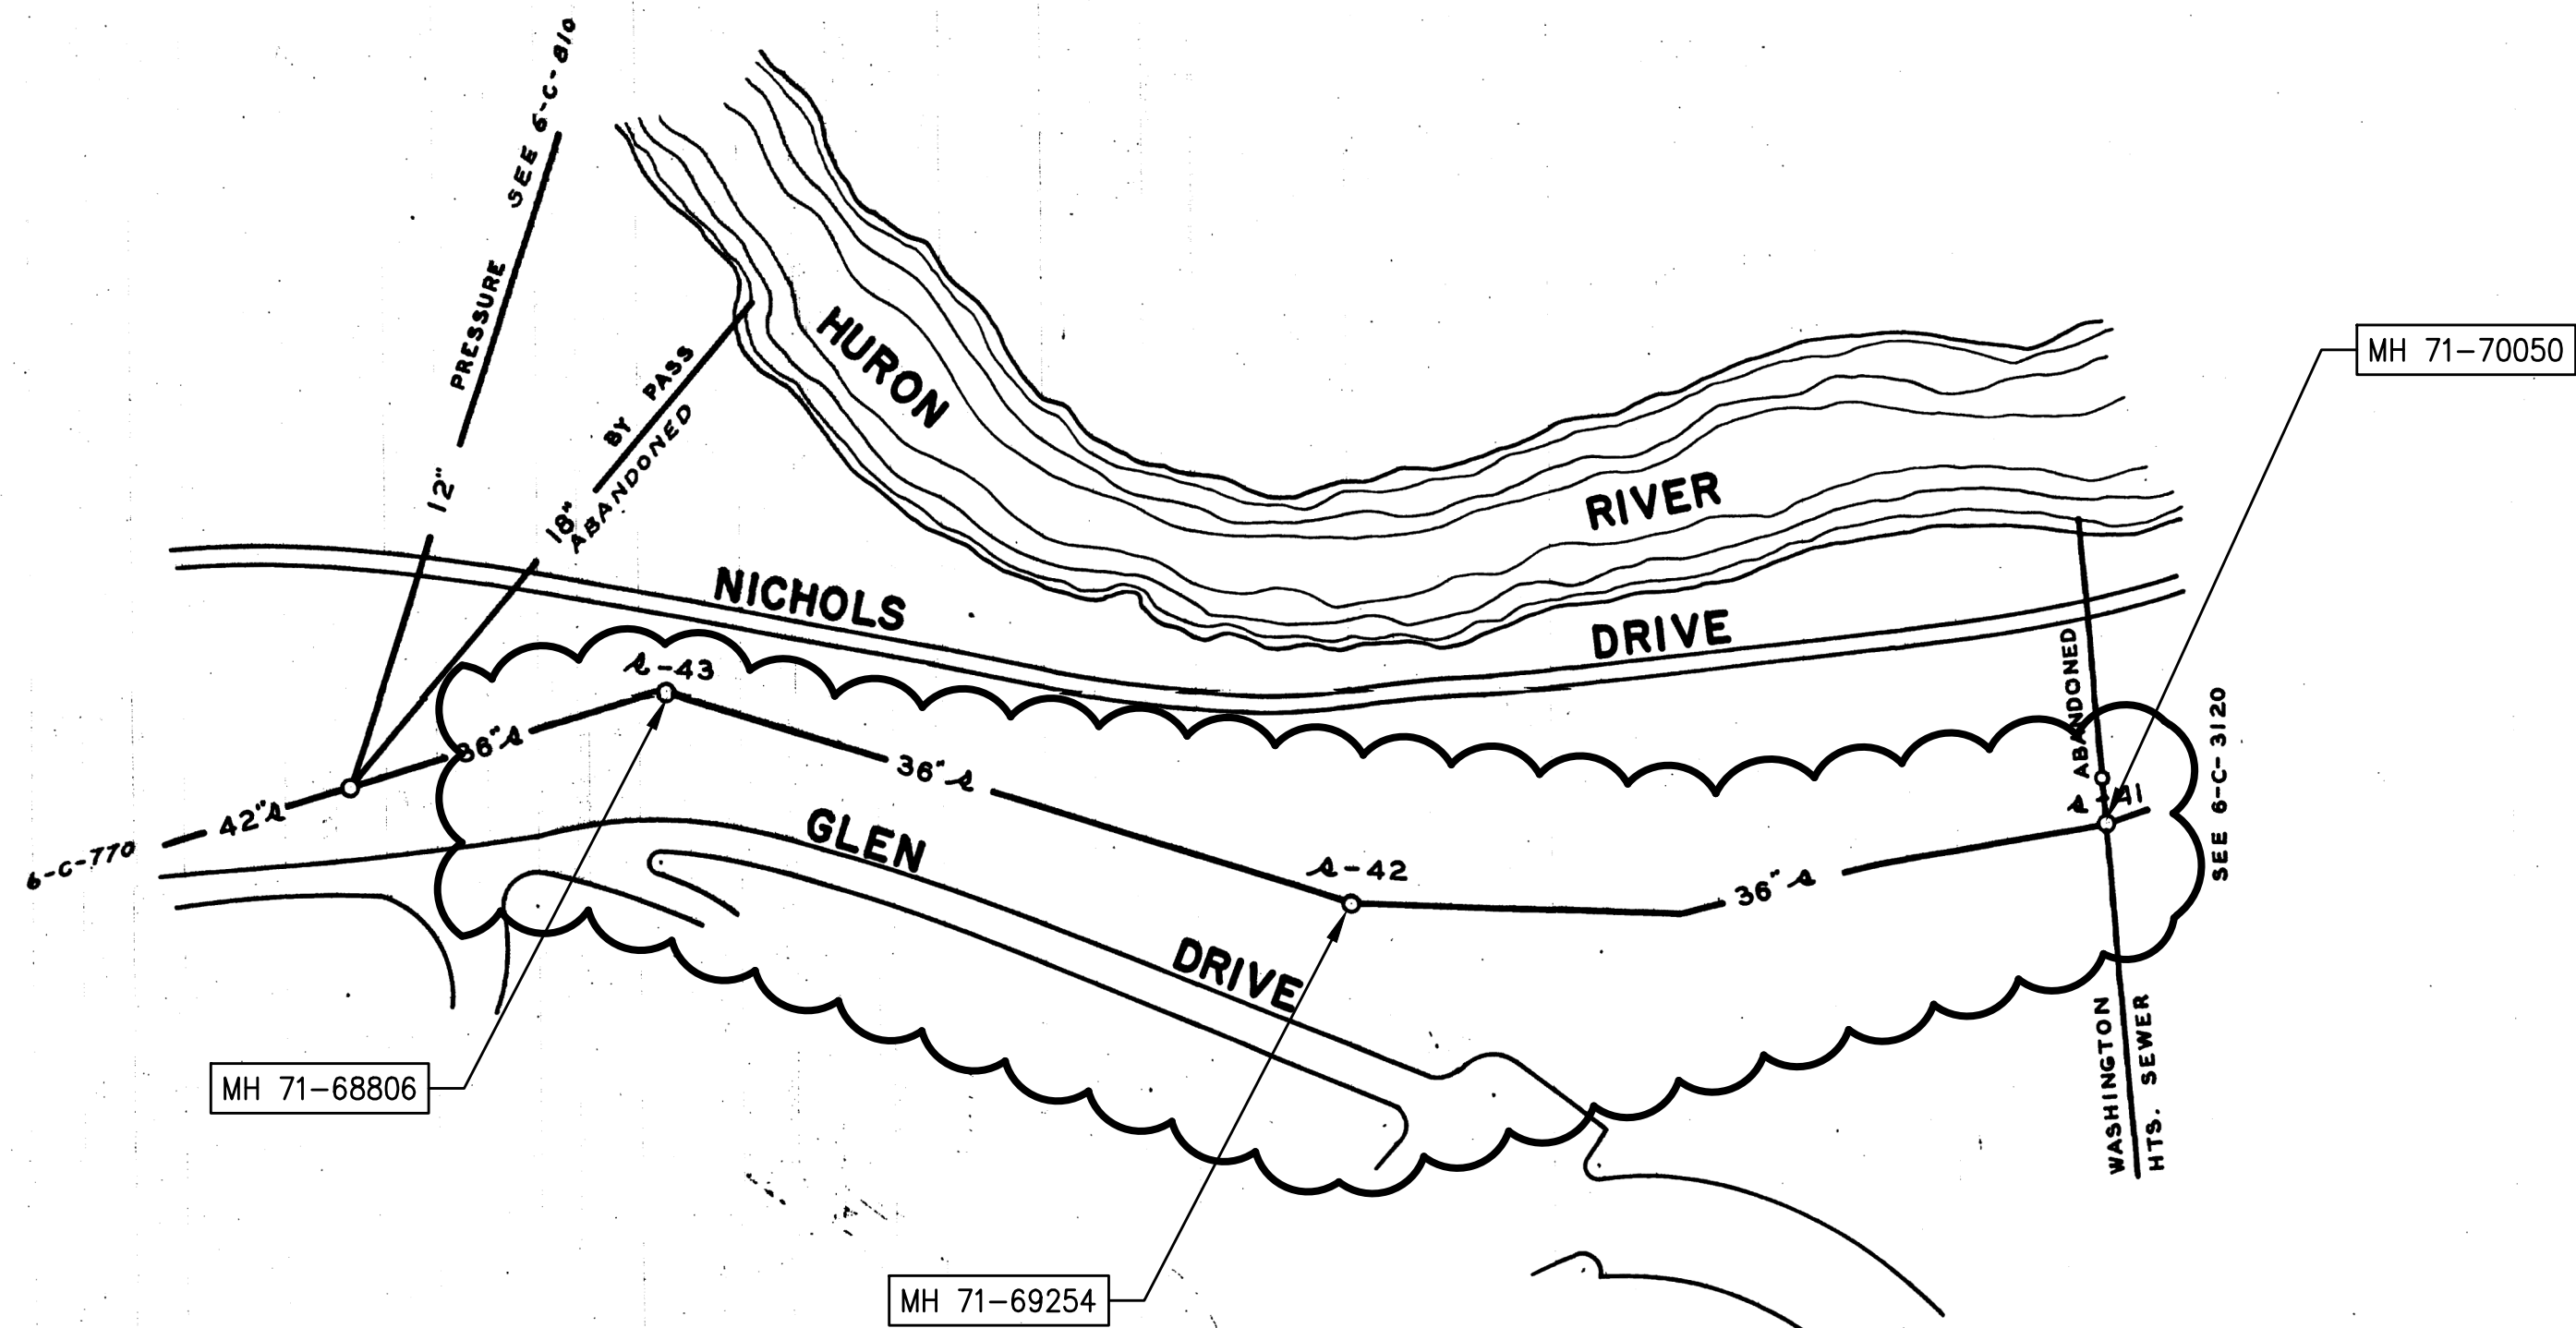 SEE 6-C-810
PRESSURE
12"
BY PASS
18"
ABANDONED
HURON
RIVER
NICHOLS
DRIVE
MH 71-70050
s-43
36"s
42"s
6-C-770
36"s
s-42
36"s
ABANDONED
s-41
SEE 6-C-3120
GLEN
DRIVE
WASHINGTON
HTS. SEWER
MH 71-68806
MH 71-69254